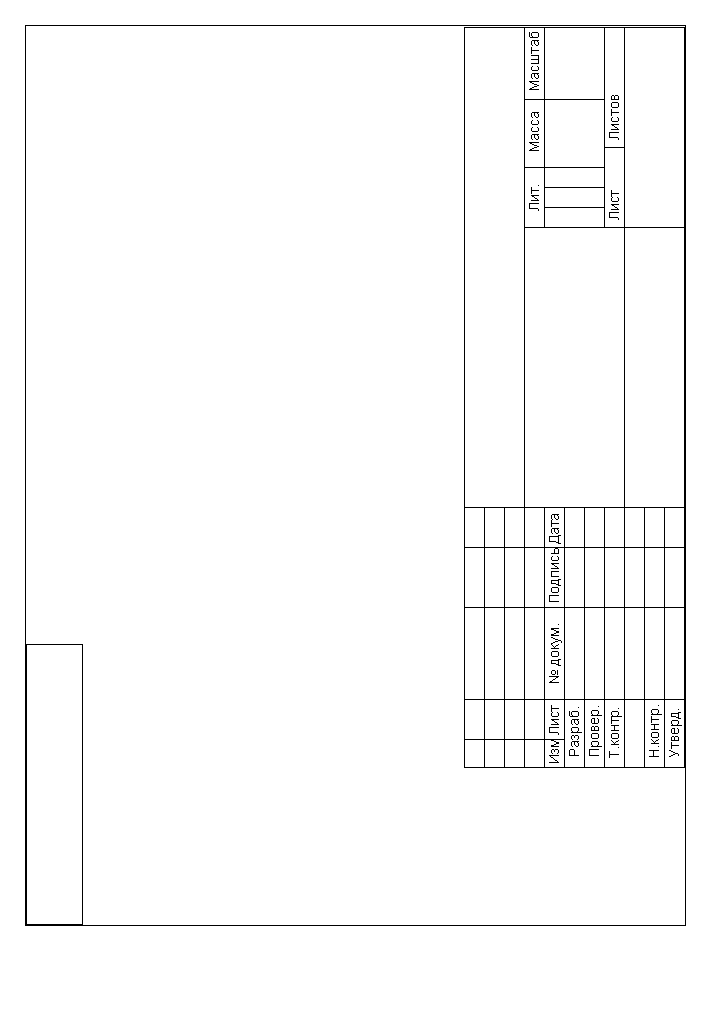 Лит. Масса Масштаб
Лист Листов
Изм Лист № докум. Подпись Дата
Разраб.
Провер.
Т.контр.
Н.контр.
Утверд.